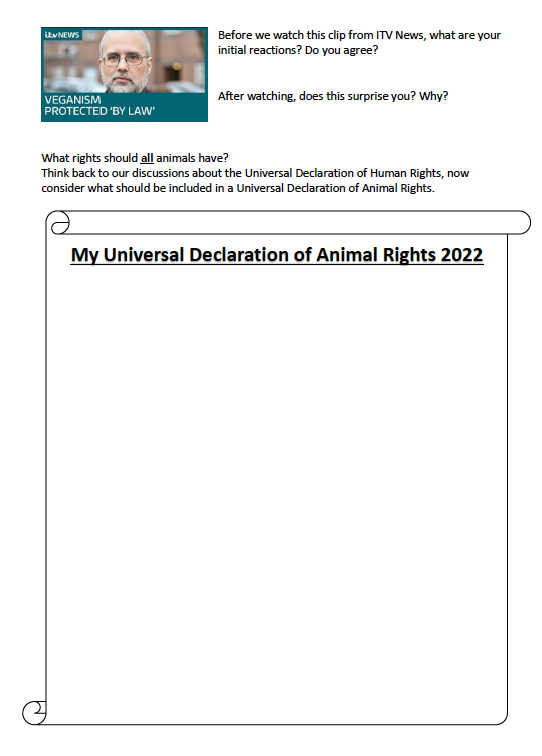 itv NEWS
VEGANISM
PROTECTED 'BY LAW'
Before we watch this clip from ITV News, what are your
initial reactions? Do you agree?
After watching, does this surprise you? Why?
What rights should all animals have?
Think back to our discussions about the Universal Declaration of Human Rights, now
consider what should be included in a Universal Declaration of Animal Rights.
My Universal Declaration of Animal Rights 2022